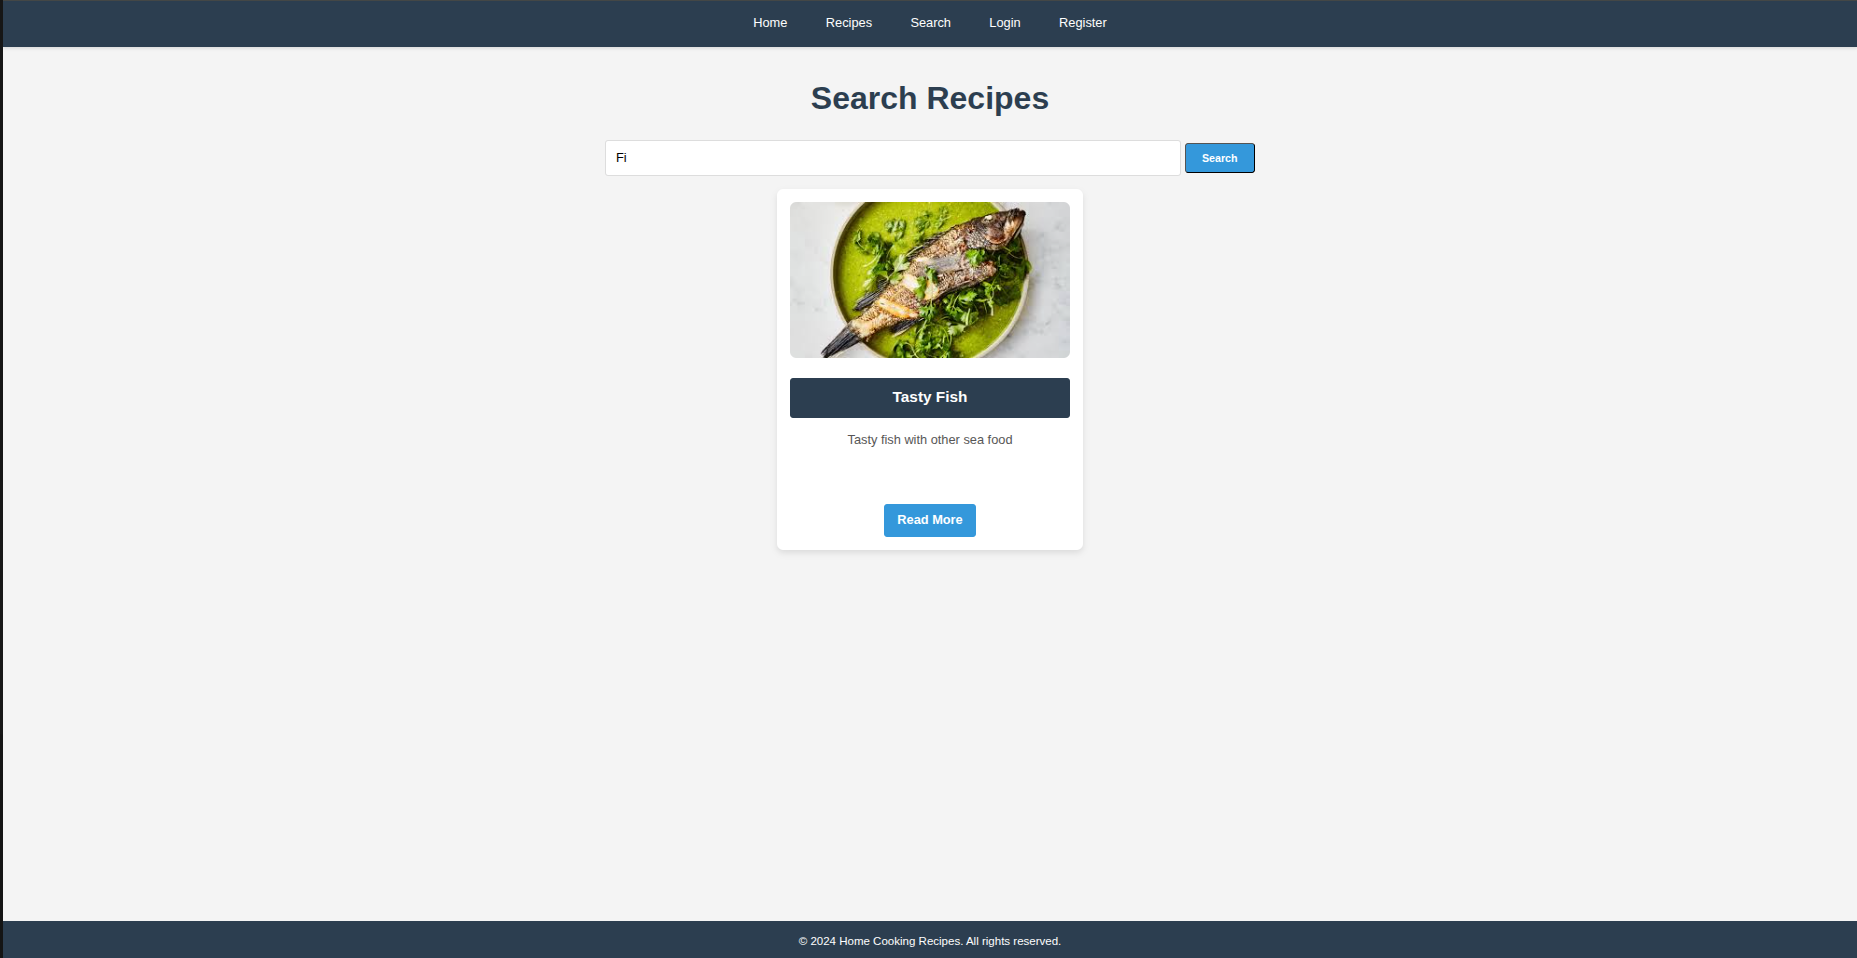 Home Recipes Search Login Register
Search Recipes
Fi Search
Tasty Fish
Tasty fish with other sea food
Read More
© 2024 Home Cooking Recipes. All rights reserved.